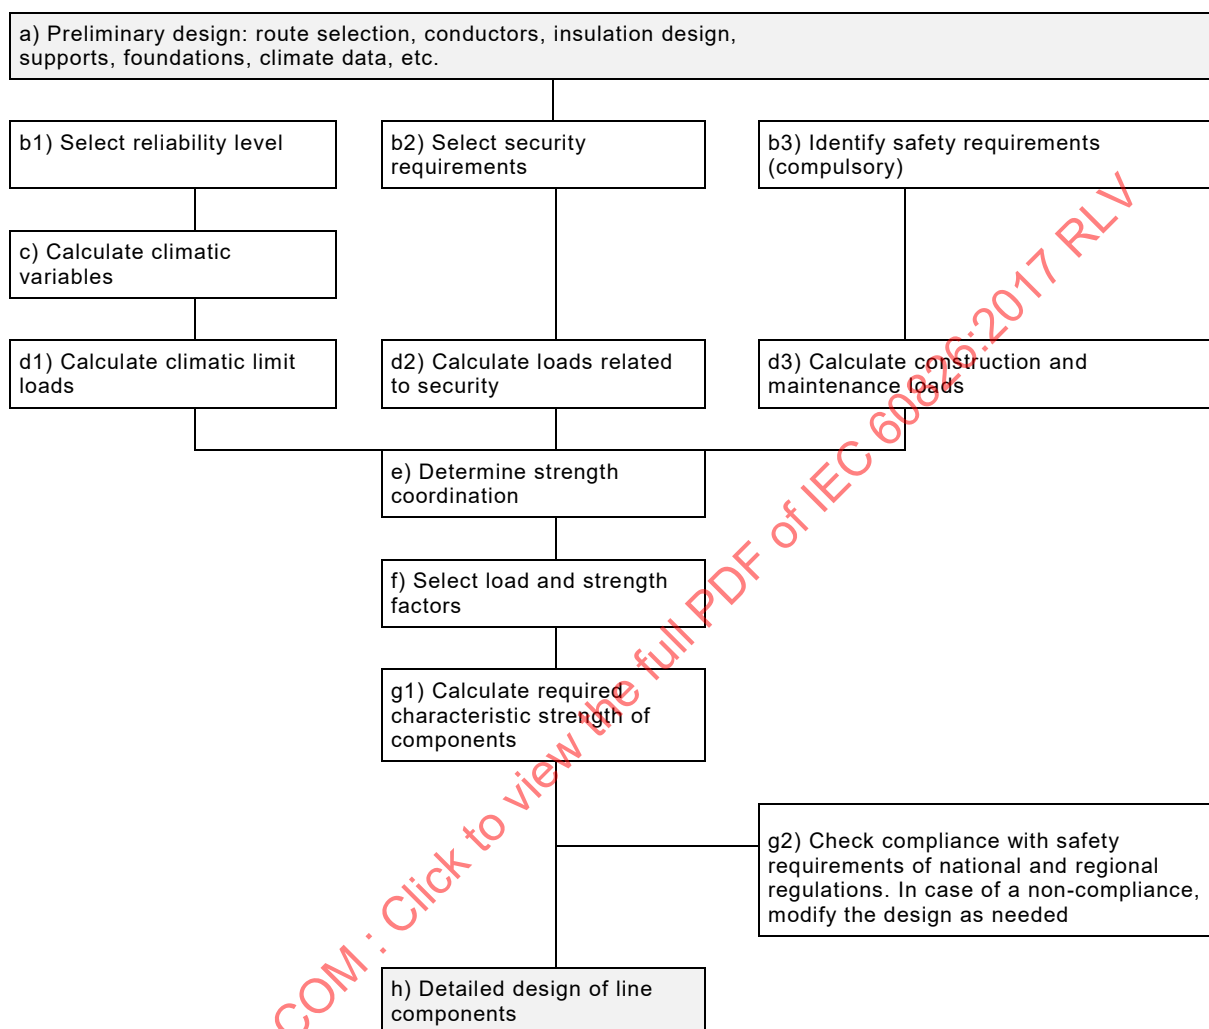 a) Preliminary design: route selection, conductors, insulation design,
supports, foundations, climate data, etc.
b1) Select reliability level
b2) Select security
requirements
b3) Identify safety requirements
(compulsory)
c) Calculate climatic
variables
d1) Calculate climatic limit
loads
d2) Calculate loads related
to security
d3) Calculate construction and
maintenance loads
e) Determine strength
coordination
f) Select load and strength
factors
g1) Calculate required
characteristic strength of
components
g2) Check compliance with safety
requirements of national and regional
regulations. In case of a non-compliance,
modify the design as needed
h) Detailed design of line
components
COM : Click to view the full PDF of IEC 60826:2017 RLV